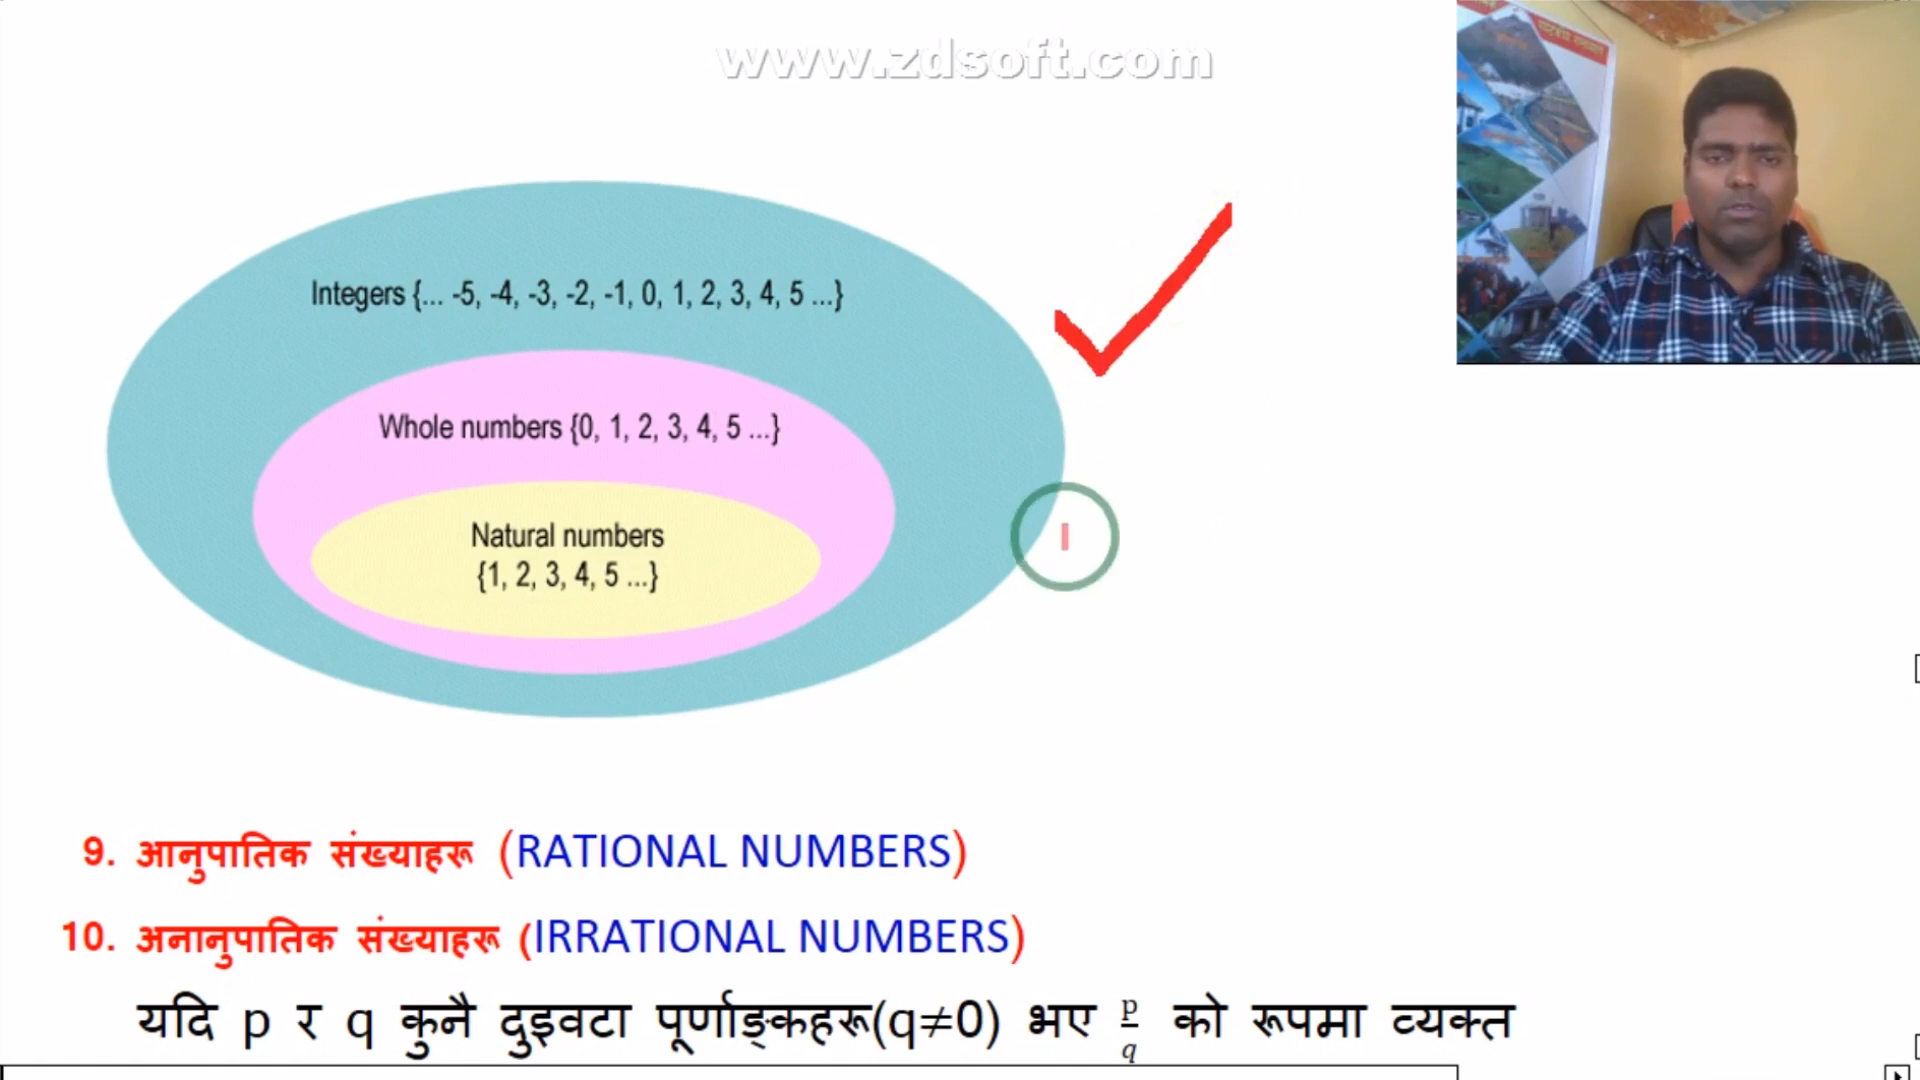 www.zdsoft.com
Integers {... -5, -4, -3, -2, -1, 0, 1, 2, 3, 4, 5 ...}
Whole numbers {0, 1, 2, 3, 4, 5 ...}
Natural numbers
{1, 2, 3, 4, 5 ...}
9. आनुपातिक संख्याहरू (RATIONAL NUMBERS)
10. अनानुपातिक संख्याहरू (IRRATIONAL NUMBERS)
यदि p र q कुनै दुइवटा पूर्णाङ्कहरू(q≠0) भए p/q को रूपमा व्यक्त